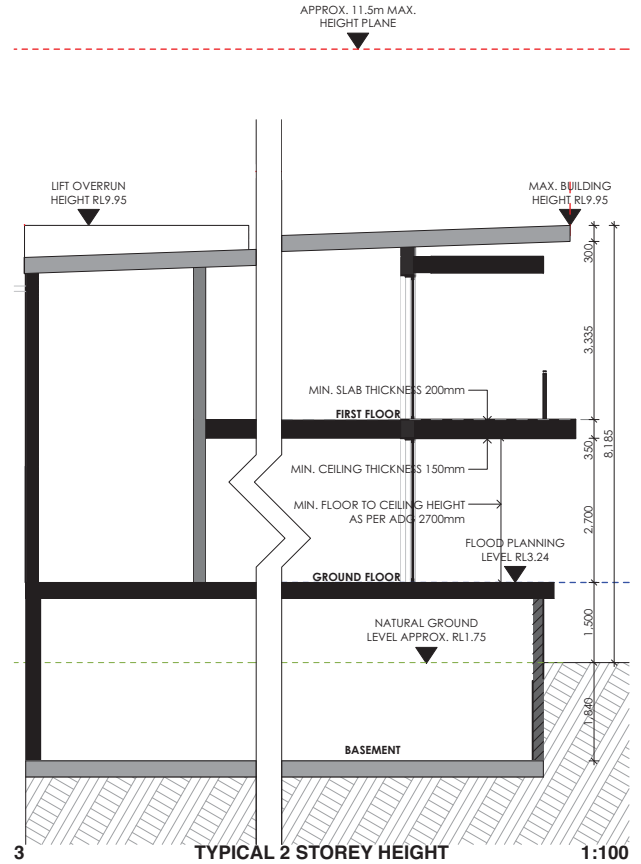 APPROX. 11.5m MAX.
HEIGHT PLANE
LIFT OVERRUN
HEIGHT RL9.95
MAX. BUILDING
HEIGHT RL9.95
300
3,335
MIN. SLAB THICKNESS 200mm
FIRST FLOOR
350
8,185
MIN. CEILING THICKNESS 150mm
MIN. FLOOR TO CEILING HEIGHT
AS PER ADG 2700mm
2,700
FLOOD PLANNING
LEVEL RL3.24
GROUND FLOOR
1,500
NATURAL GROUND
LEVEL APPROX. RL1.75
1,840
BASEMENT
3 TYPICAL 2 STOREY HEIGHT 1:100